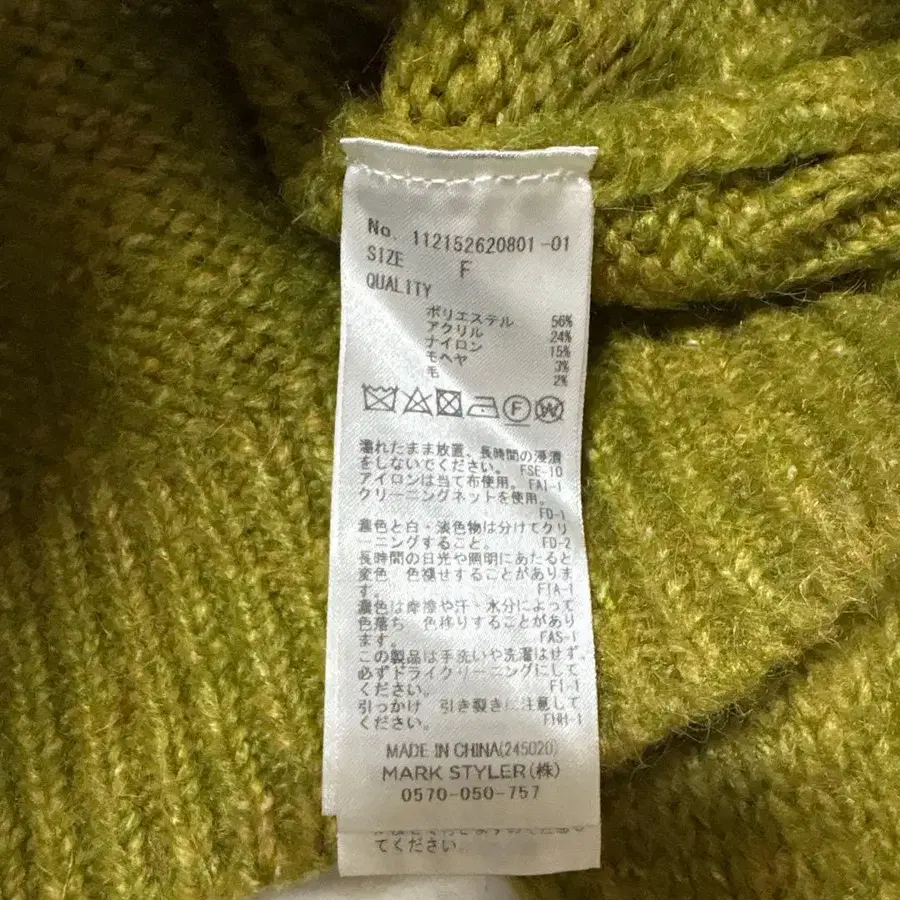 No. 112152620801-01
SIZE F
QUALITY
ポリエステル 56%
アクリル 24%
ナイロン 15%
モヘヤ 3%
毛 2%
F W
濡れたまま放置、長時間の浸漬
をしないでください。 FSE-10
アイロンは当て布使用。 FAI-1
クリーニングネットを使用。
FD-1
濃色と白・淡色物は分けてクリ
ーニングすること。 FD-2
長時間の日光や照明にあたると
変色 色褪せすることがありま
す。 FIA-1
濃色は摩擦や汗・水分によって
色落ち 色移りすることがあり
ます。 FAS-1
この製品は手洗いや洗濯はせず、
必ずドライクリーニングにして
ください。 FI-1
引っかけ 引き裂きに注意して
ください。 FHH-1
MADE IN CHINA(245020)
MARK STYLER(株)
0570-050-757
てください。